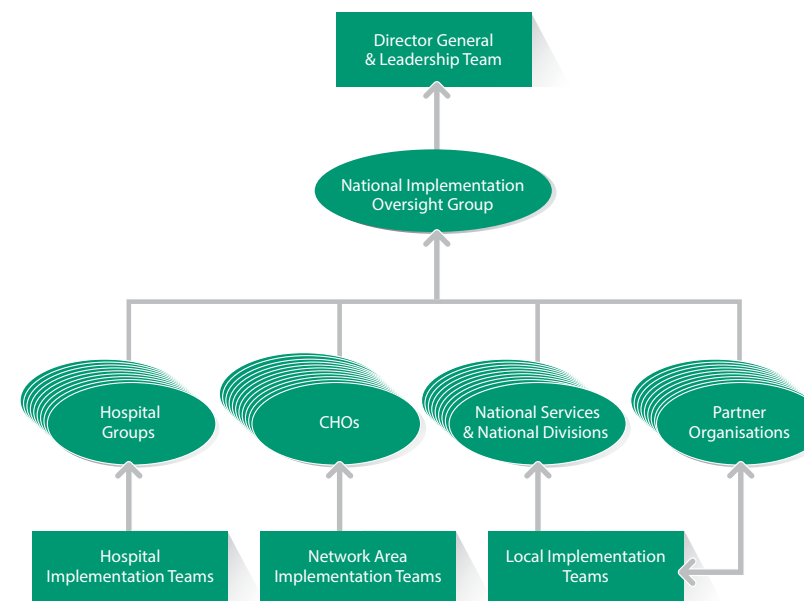 Director General
& Leadership Team
National Implementation
Oversight Group
Hospital
Groups
CHOs
National Services
& National Divisions
Partner
Organisations
Hospital
Implementation Teams
Network Area
Implementation Teams
Local Implementation
Teams